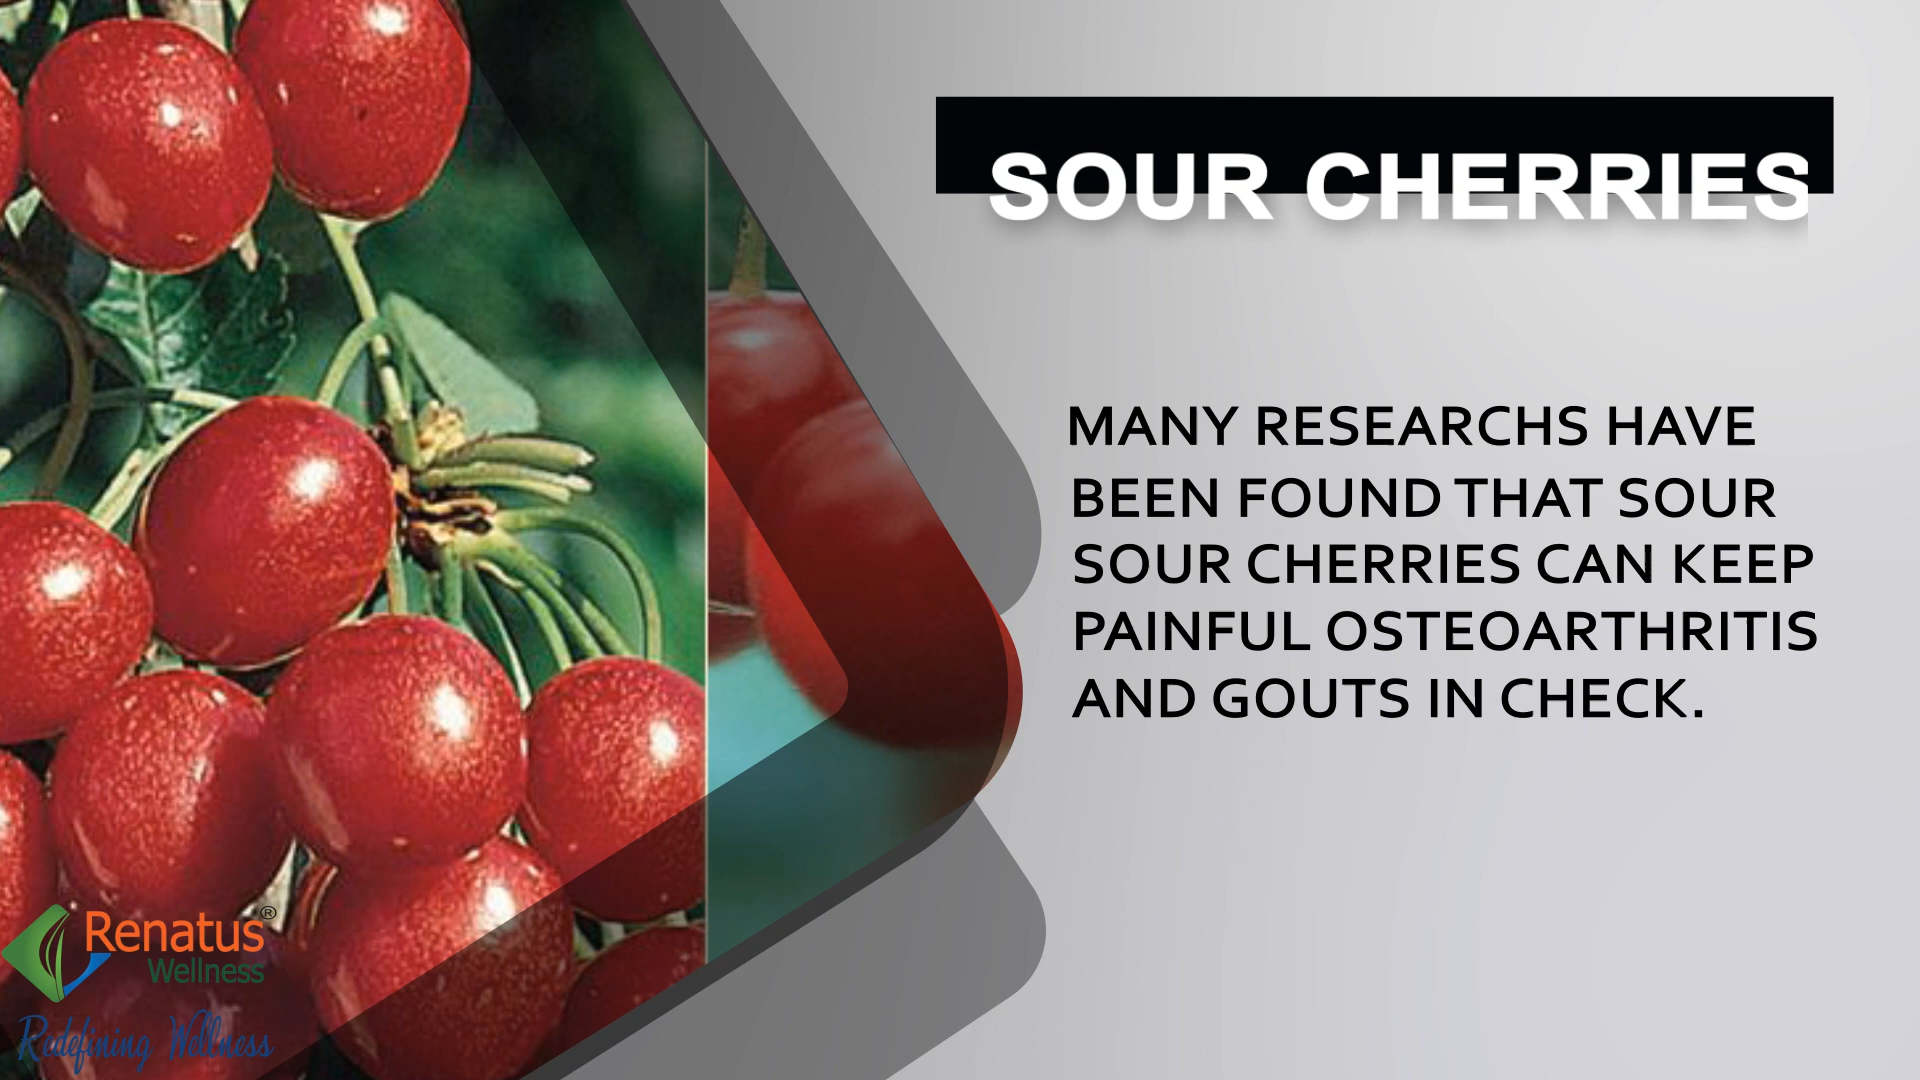 SOUR CHERRIES
MANY RESEARCHS HAVE
BEEN FOUND THAT SOUR
SOUR CHERRIES CAN KEEP
PAINFUL OSTEOARTHRITIS
AND GOUTS IN CHECK.
Renatus®
Wellness
Redefining Wellness